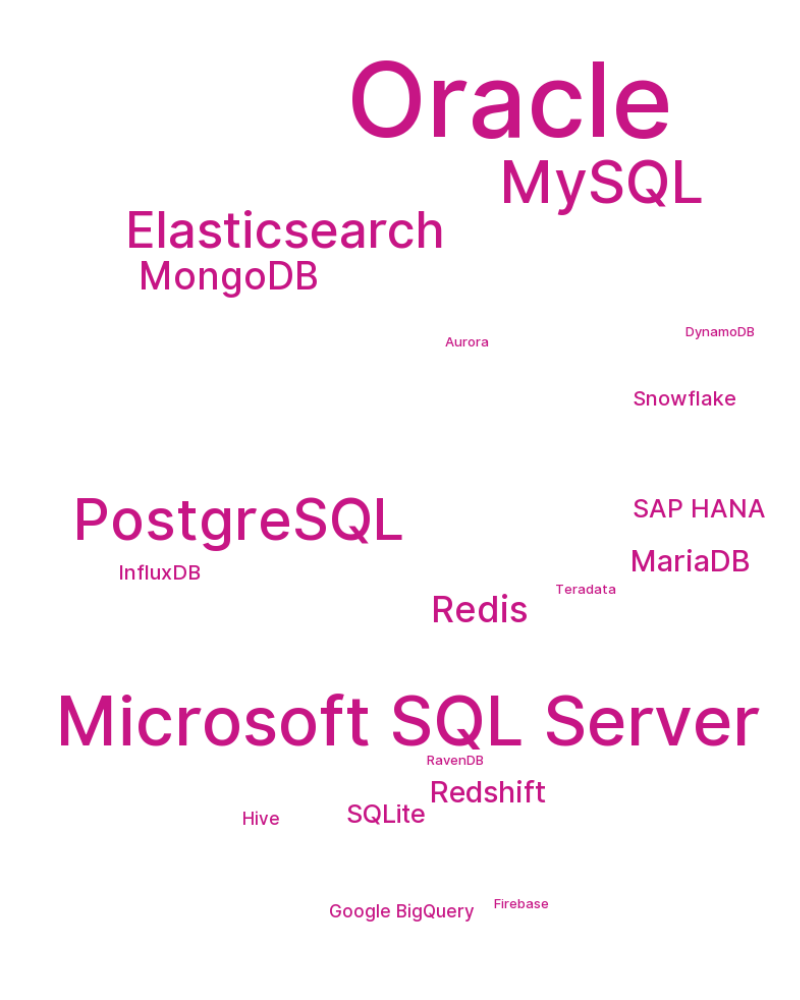 Oracle
MySQL
Elasticsearch
MongoDB
DynamoDB
Aurora
Snowflake
PostgreSQL
SAP HANA
MariaDB
InfluxDB
Teradata
Redis
Microsoft SQL Server
RavenDB
Redshift
SQLite
Hive
Firebase
Google BigQuery